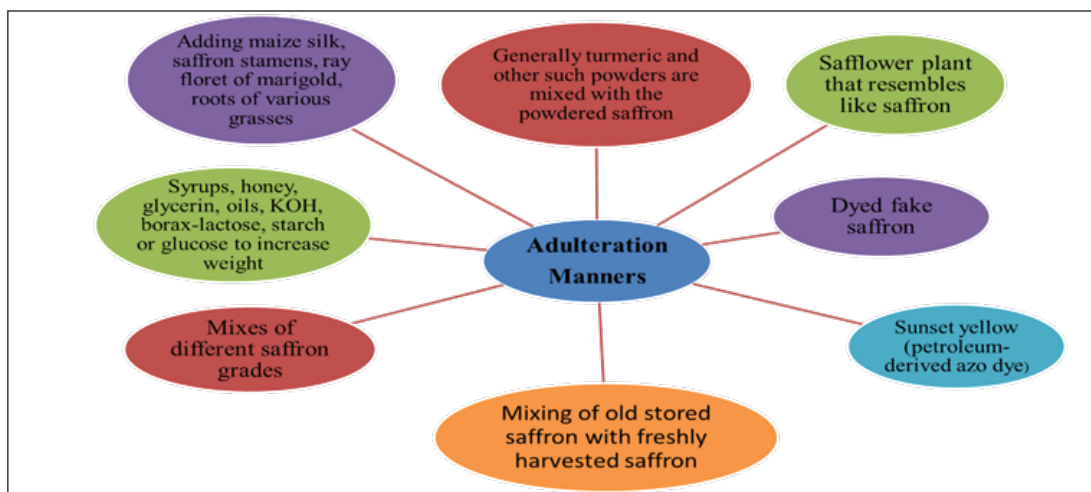 Adding maize silk,
saffron stamens, ray
floret of marigold,
roots of various
grasses
Generally turmeric and
other such powders are
mixed with the
powdered saffron
Safflower plant
that resembles
like saffron
Syrups, honey,
glycerin, oils, KOH,
borax-lactose, starch
or glucose to increase
weight
Dyed fake
saffron
Adulteration
Manners
Mixes of
different saffron
grades
Sunset yellow
(petroleum-
derived azo dye)
Mixing of old stored
saffron with freshly
harvested saffron